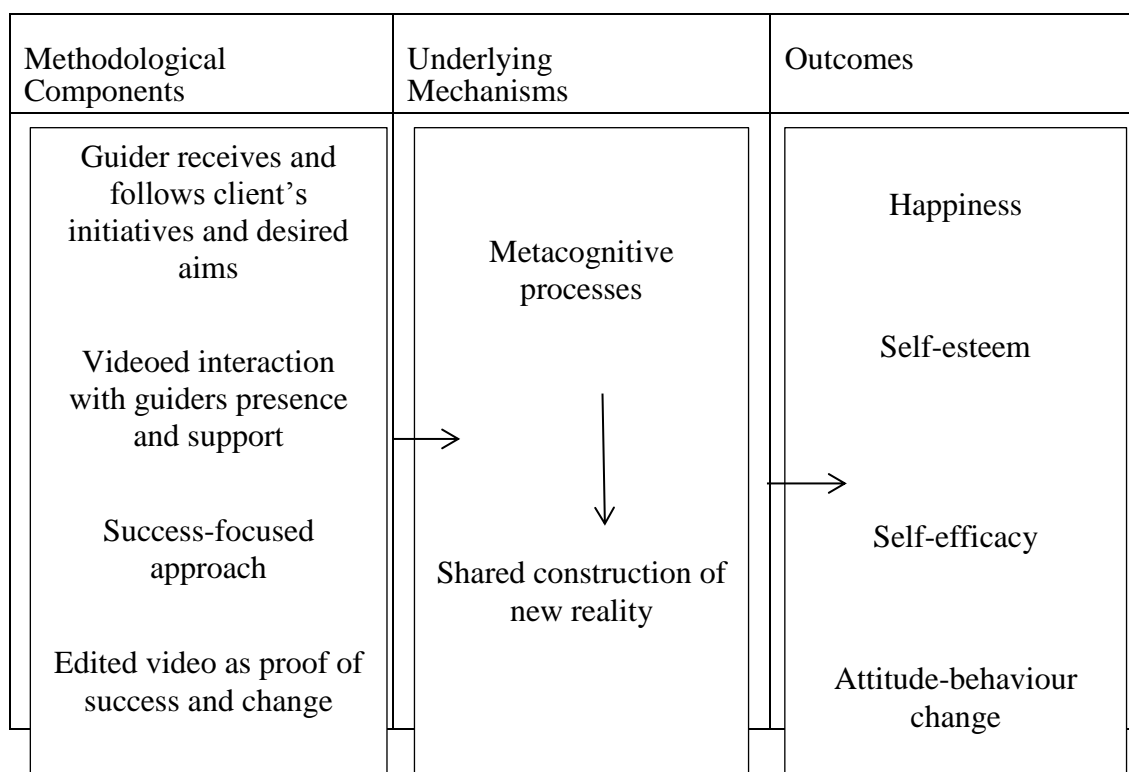 Methodological
Components
Underlying
Mechanisms
Outcomes
Guider receives and
follows client’s
initiatives and desired
aims
Videoed interaction
with guiders presence
and support
Success-focused
approach
Edited video as proof of
success and change
Metacognitive
processes
Shared construction of
new reality
Happiness
Self-esteem
Self-efficacy
Attitude-behaviour
change